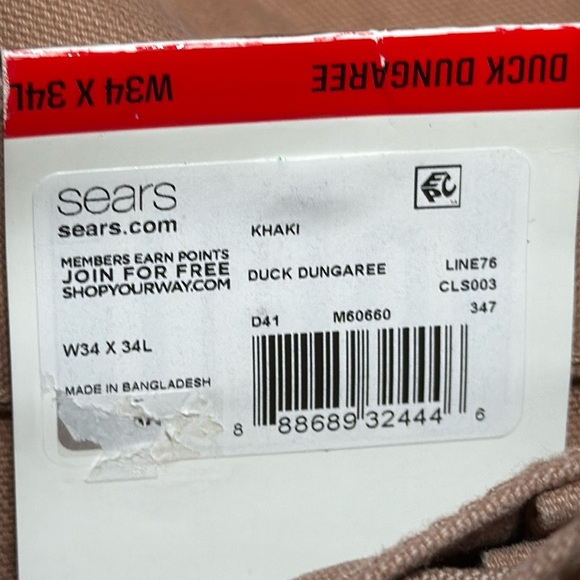 DUCK DUNGAREE W34 X 34L
sears
sears.com
MEMBERS EARN POINTS
JOIN FOR FREE
SHOPYOURWAY.COM
KHAKI
DUCK DUNGAREE
LINE76
CLS003
347
D41 M60660
W34 X 34L
MADE IN BANGLADESH
8 88689 32444 6